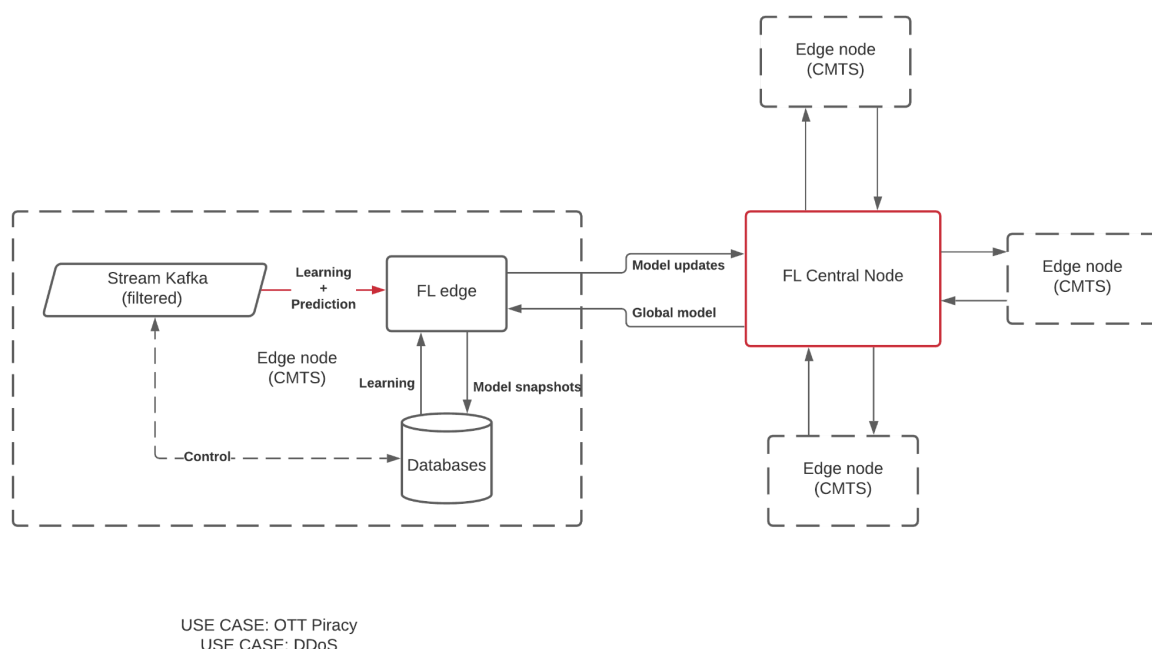 Edge node
(CMTS)
Stream Kafka
(filtered)
Learning
+
Prediction
FL edge
Model updates
Global model
FL Central Node
Edge node
(CMTS)
Edge node
(CMTS)
Learning
Model snapshots
Control
Databases
Edge node
(CMTS)
USE CASE: OTT Piracy
USE CASE: DDoS